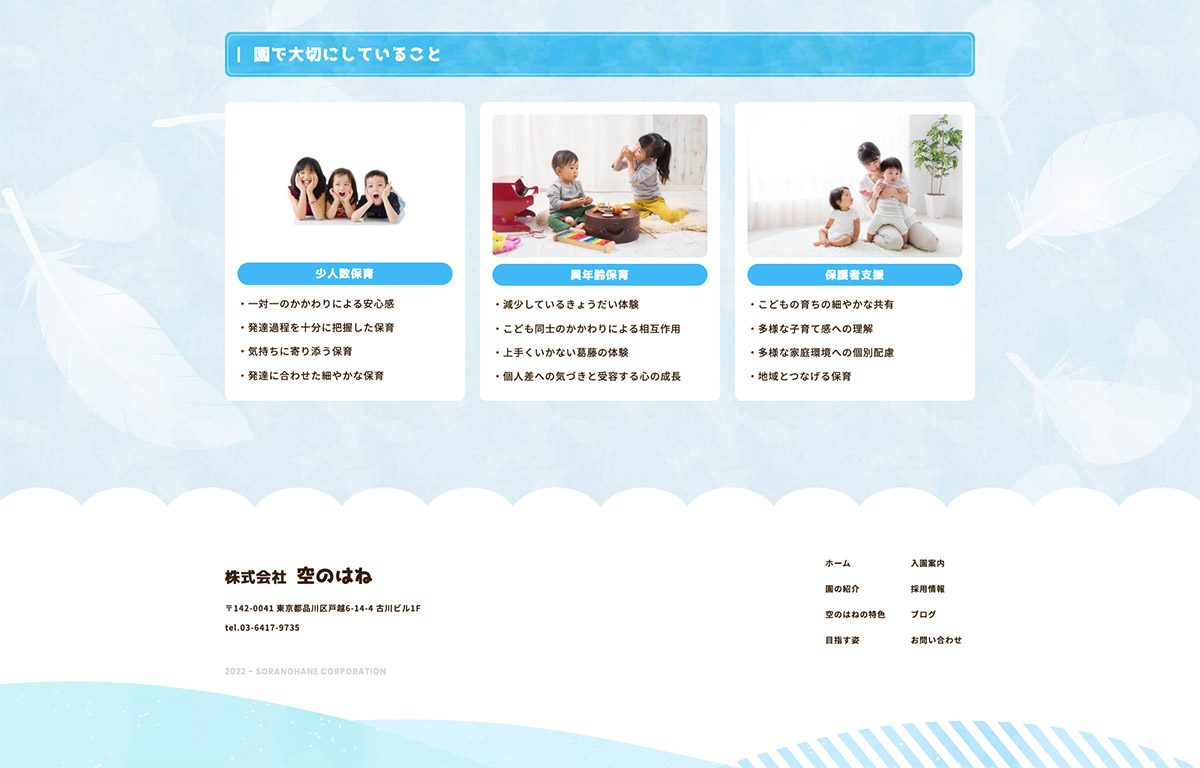 園で大切にしていること
少人数保育
・一対一のかかわりによる安心感
・発達過程を十分に把握した保育
・気持ちに寄り添う保育
・発達に合わせた細やかな保育
異年齢保育
・減少しているきょうだい体験
・こども同士のかかわりによる相互作用
・上手くいかない葛藤の体験
・個人差への気づきと受容する心の成長
保護者支援
・こどもの育ちの細やかな共有
・多様な子育て感への理解
・多様な家庭環境への個別配慮
・地域とつなげる保育
株式会社 空のはね
〒142-0041 東京都品川区戸越6-14-4 古川ビル1F
tel.03-6417-9735
2022 - SORANOHANE CORPORATION
ホーム
園の紹介
空のはねの特色
目指す姿
入園案内
採用情報
ブログ
お問い合わせ